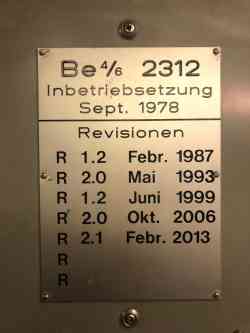 Be 4/6 2312
Inbetriebsetzung
Sept. 1978
Revisionen
R 1.2 Febr. 1987
R 2.0 Mai 1993
R 1.2 Juni 1999
R 2.0 Okt. 2006
R 2.1 Febr. 2013
R
R